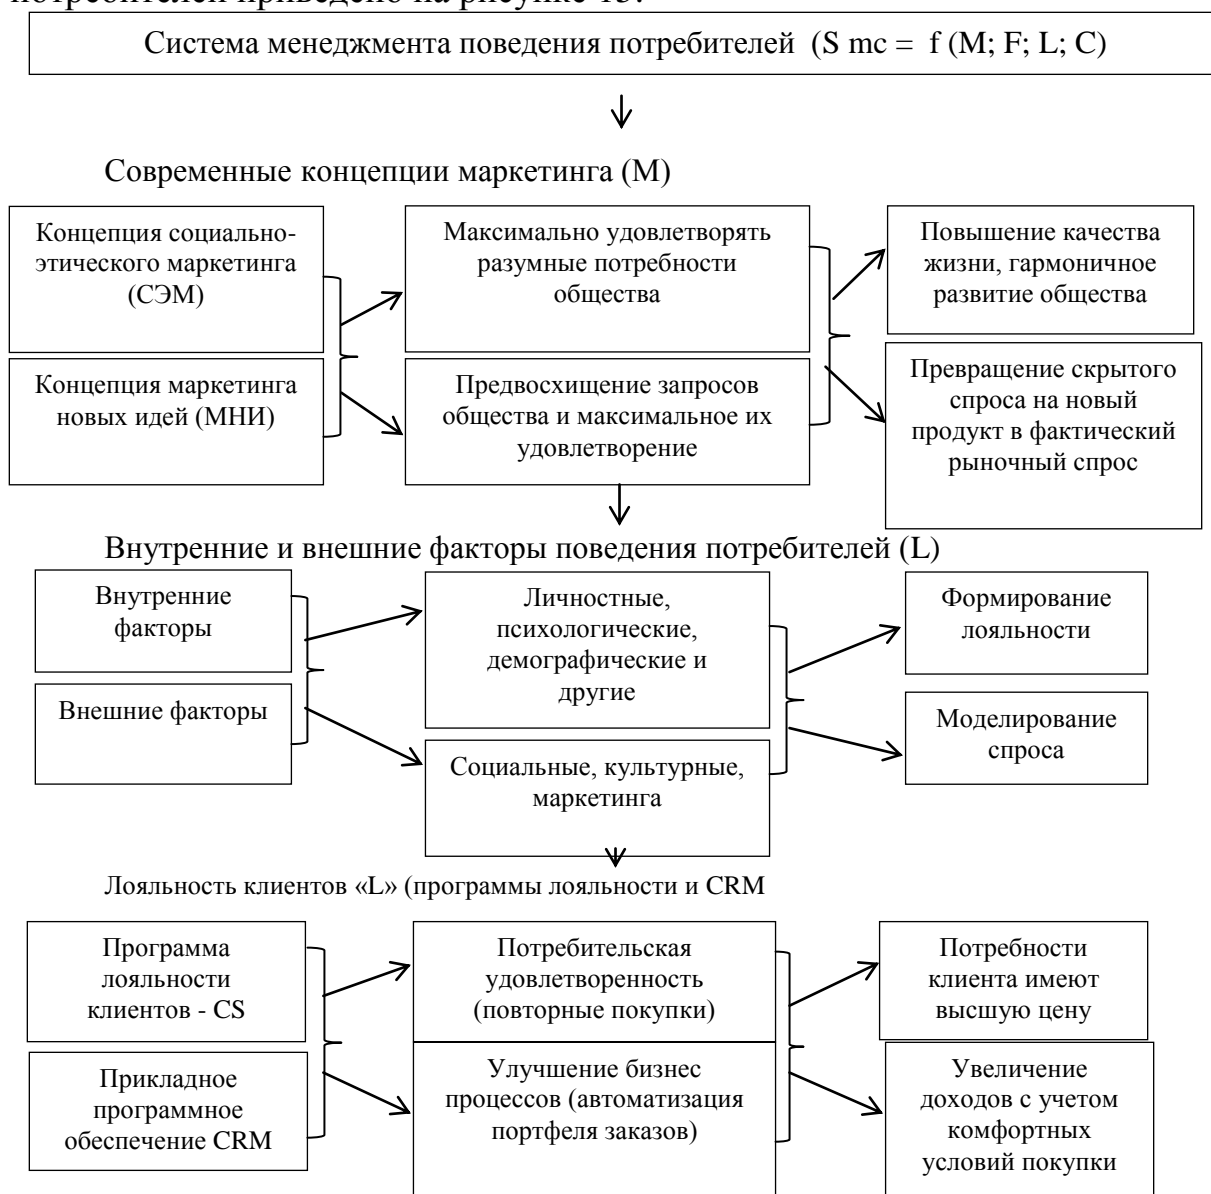 потребителей приведено на рисунке 15.
Система менеджмента поведения потребителей (S mc = f (M; F; L; C)
Современные концепции маркетинга (М)
Концепция социально-
этического маркетинга
(СЭМ)
Максимально удовлетворять
разумные потребности
общества
Повышение качества
жизни, гармоничное
развитие общества
Концепция маркетинга
новых идей (МНИ)
Предвосхищение запросов
общества и максимальное их
удовлетворение
Превращение скрытого
спроса на новый
продукт в фактический
рыночный спрос
Внутренние и внешние факторы поведения потребителей (L)
Внутренние
факторы
Личностные,
психологические,
демографические и
другие
Формирование
лояльности
Внешние факторы
Социальные, культурные,
маркетинга
Моделирование
спроса
Лояльность клиентов «L» (программы лояльности и CRM
Программа
лояльности
клиентов - CS
Потребительская
удовлетворенность
(повторные покупки)
Потребности
клиента имеют
высшую цену
Прикладное
программное
обеспечение CRM
Улучшение бизнес
процессов (автоматизация
портфеля заказов)
Увеличение
доходов с учетом
комфортных
условий покупки